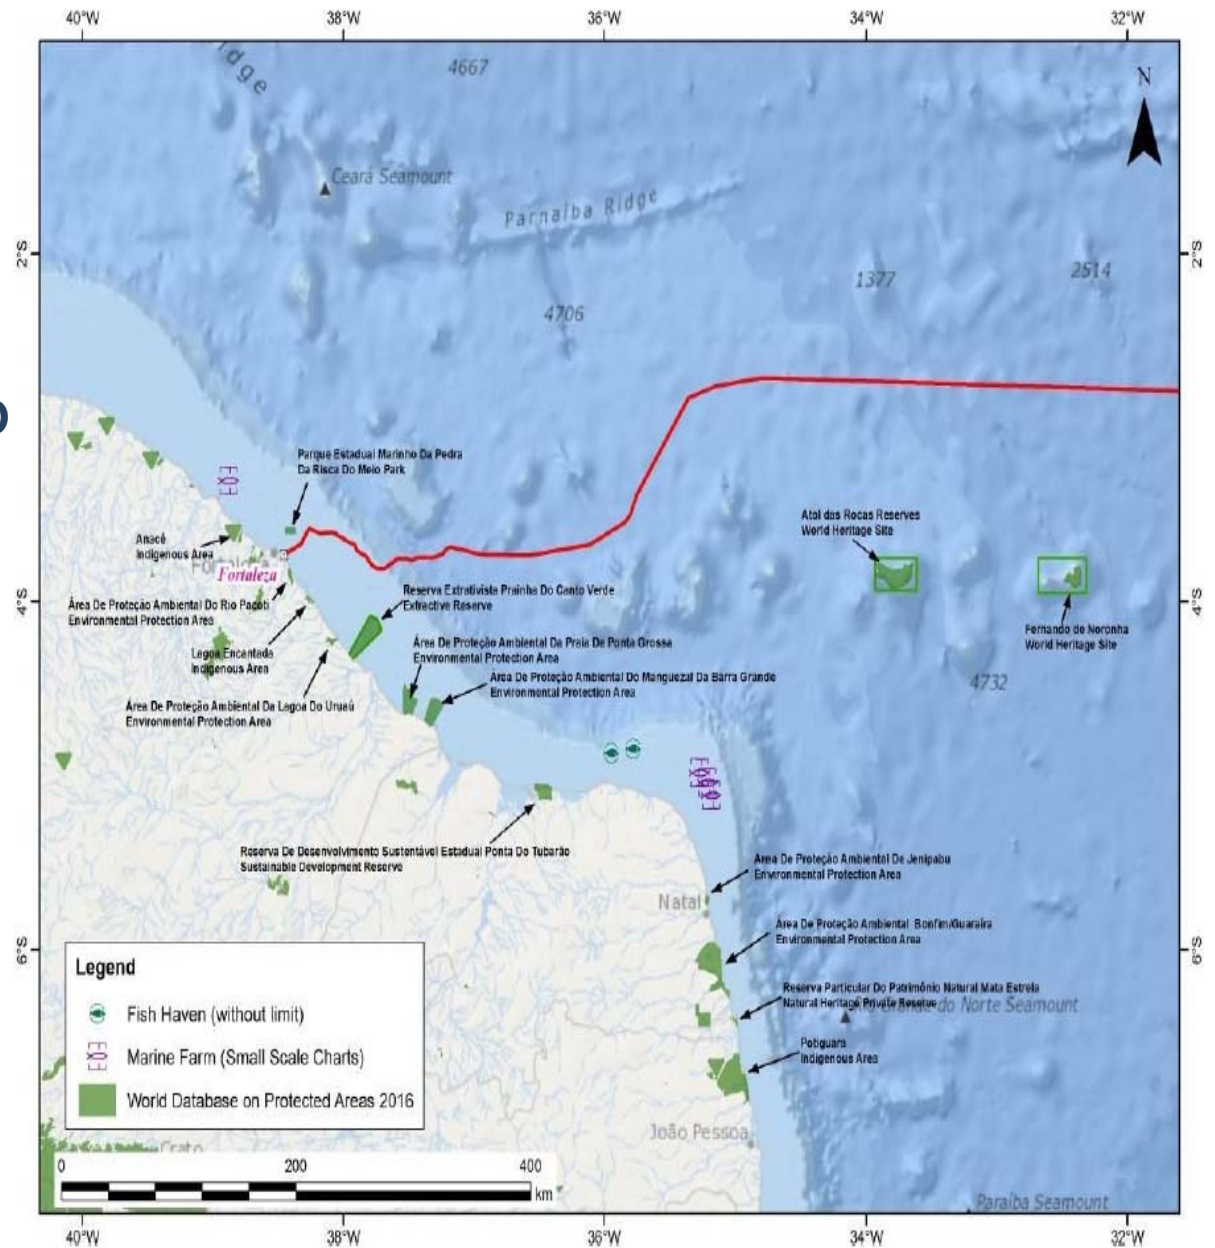 40°W 38°W 36°W 34°W 32°W
N
idge
4667
Ceará Seamount
Parnaíba Ridge
2°S
2°S
1377
2514
4706
Parque Estadual Marinho Da Pedra
Da Risca Do Meio Park
Atol das Rocas Reserves
World Heritage Site
Anacé
Indigenous Area
Fortaleza
Reserva Extrativista Prainha Do Canto Verde
Extractive Reserve
4°S
4°S
Área De Proteção Ambiental Do Rio Pacoti
Environmental Protection Area
Fernando de Noronha
World Heritage Site
Lagoa Encantada
Indigenous Area
Área De Proteção Ambiental Da Praia De Ponta Grossa
Environmental Protection Area
Área De Proteção Ambiental Do Manguezal Da Barra Grande
Environmental Protection Area
4732
Área De Proteção Ambiental Da Lagoa Do Uruaú
Environmental Protection Area
Reserva De Desenvolvimento Sustentável Estadual Ponta Do Tubarão
Sustainable Development Reserve
Área De Proteção Ambiental De Jenipabu
Environmental Protection Area
Natal
Área De Proteção Ambiental Bonfim/Guaraíra
Environmental Protection Area
6°S
6°S
Reserva Particular Do Patrimônio Natural Mata Estrela
Natural Heritage Private Reserve
do Norte Seamount
Potiguara
Indigenous Area
João Pessoa
Legend
Fish Haven (without limit)
Marine Farm (Small Scale Charts)
World Database on Protected Areas 2016
Crato
0 200 400
km
Paraíba Seamount
40°W 38°W 36°W 34°W 32°W